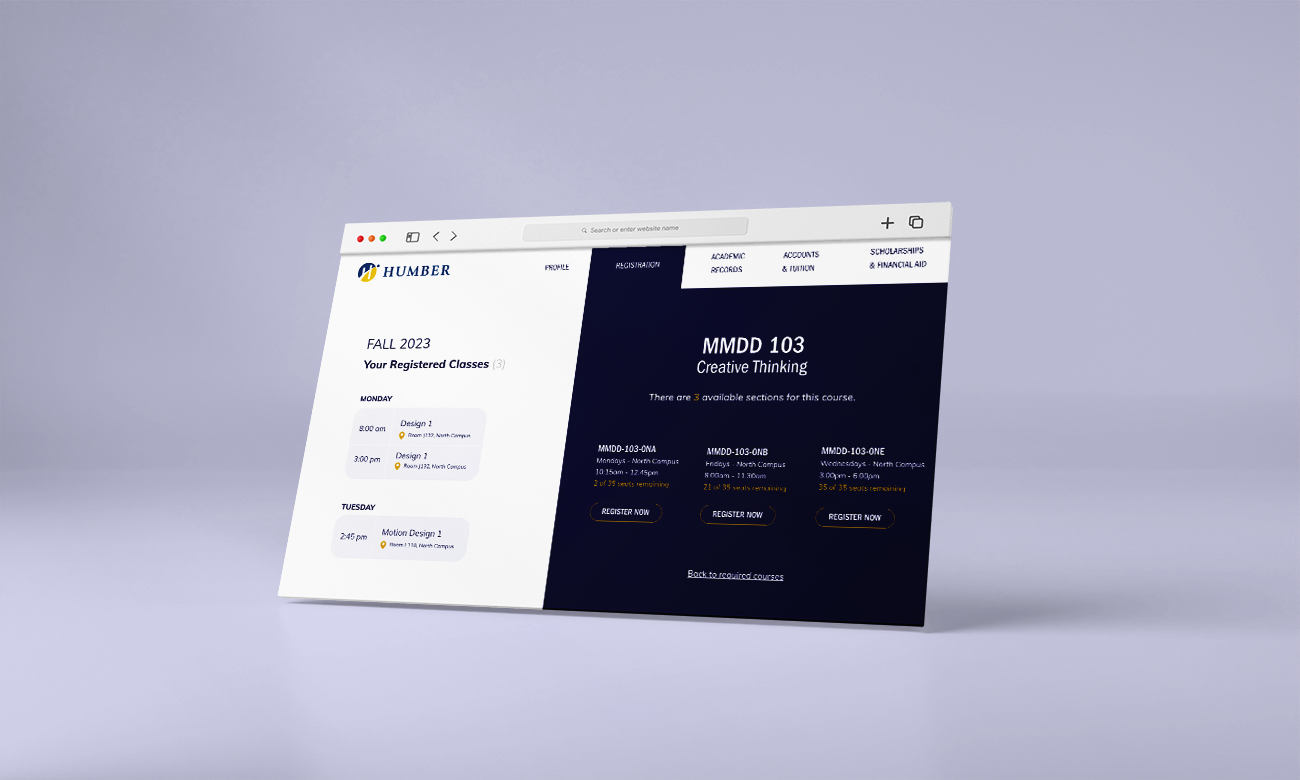 Search or enter website name
HUMBER
PROFILE
REGISTRATION
ACADEMIC
RECORDS
ACCOUNTS
& TUITION
SCHOLARSHIPS
& FINANCIAL AID
FALL 2023
Your Registered Classes (3)
MONDAY
8:00 am
Design 1
Room J132, North Campus
3:00 pm
Design 1
Room J132, North Campus
TUESDAY
2:45 pm
Motion Design 1
North Campus
MMDD 103
Creative Thinking
There are 3 available sections for this course.
MMDD-103-0NA
Mondays - North Campus
10:15am - 12:45pm
2 of 35 seats remaining
REGISTER NOW
MMDD-103-0NB
Fridays - North Campus
9:00am - 11:30am
21 of 35 seats remaining
REGISTER NOW
MMDD-103-0NE
Wednesdays - North Campus
3:00pm - 6:00pm
35 of 35 seats remaining
REGISTER NOW
Back to required courses